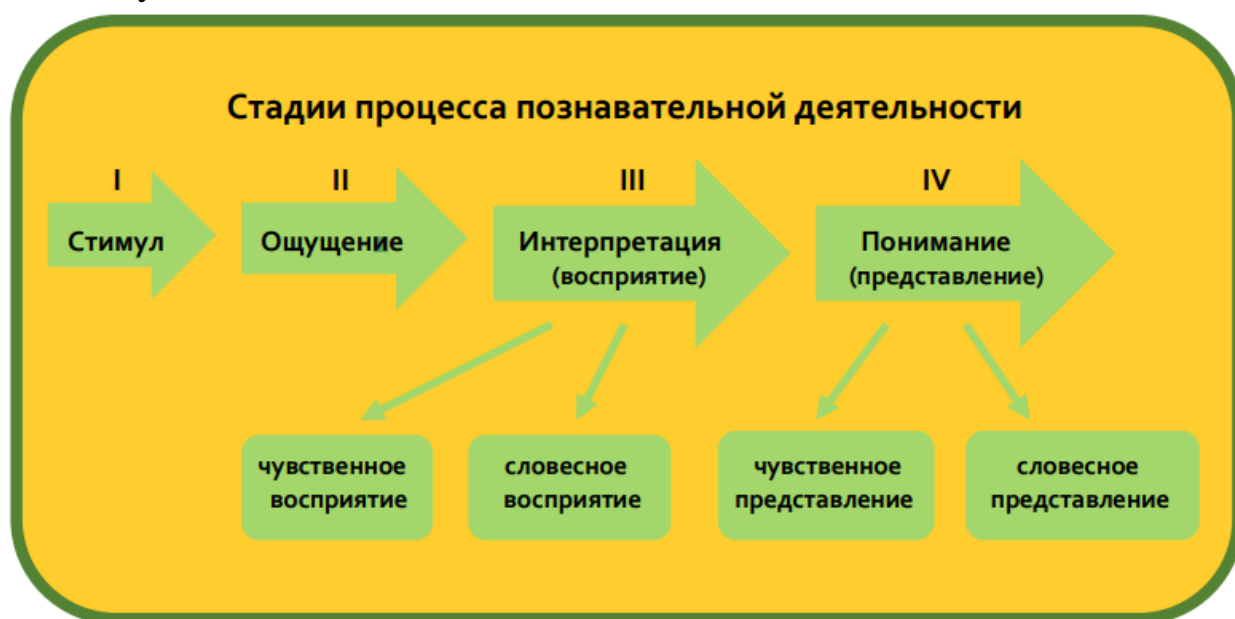 Стадии процесса познавательной деятельности
I
II
III
IV
Стимул
Ощущение
Интерпретация
(восприятие)
Понимание
(представление)
чувственное
восприятие
словесное
восприятие
чувственное
представление
словесное
представление